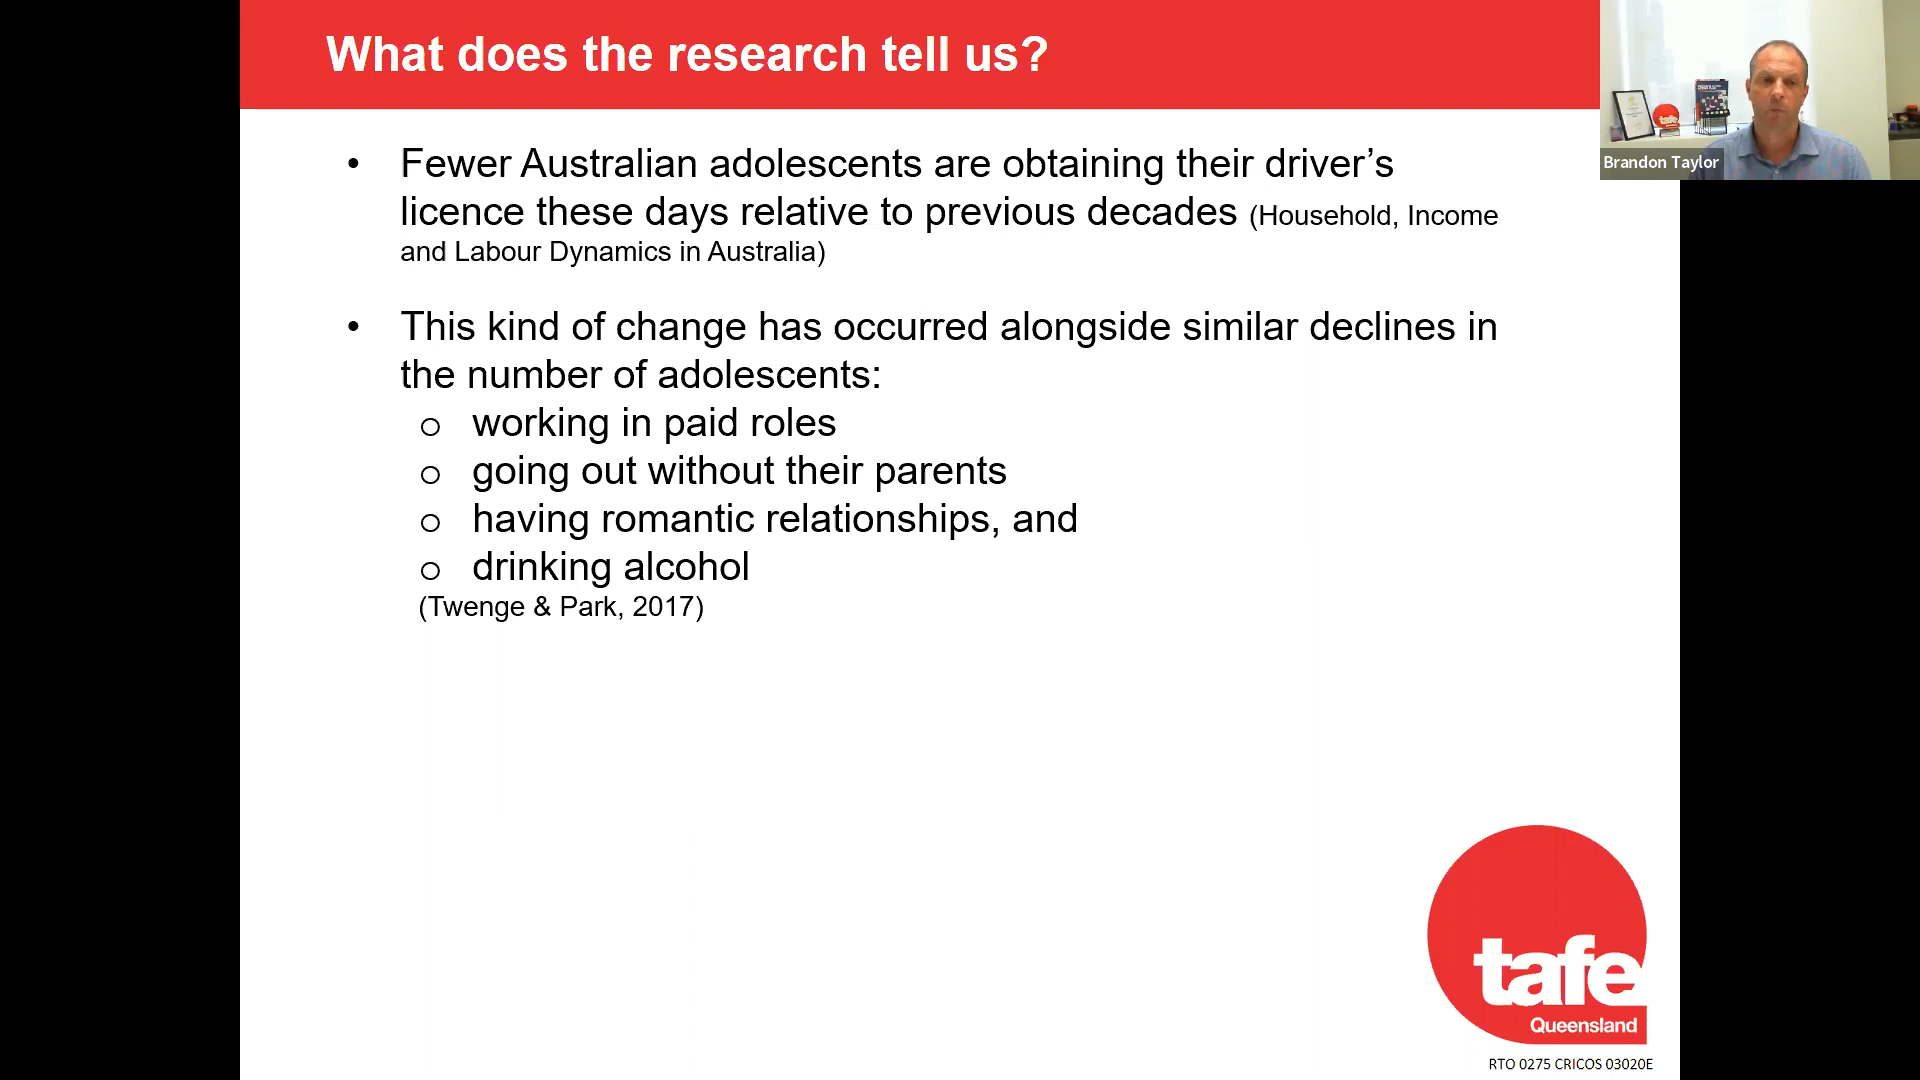 What does the research tell us?
• Fewer Australian adolescents are obtaining their driver’s
licence these days relative to previous decades (Household, Income
and Labour Dynamics in Australia)
• This kind of change has occurred alongside similar declines in
the number of adolescents:
o working in paid roles
o going out without their parents
o having romantic relationships, and
o drinking alcohol
(Twenge & Park, 2017)
tafe
Brandon Taylor
tafe
Queensland
RTO 0275 CRICOS 03020E